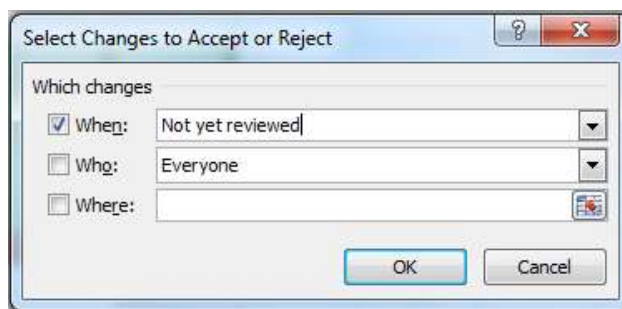 Select Changes to Accept or Reject
Which changes
When: Not yet reviewed
Who: Everyone
Where:
OK Cancel